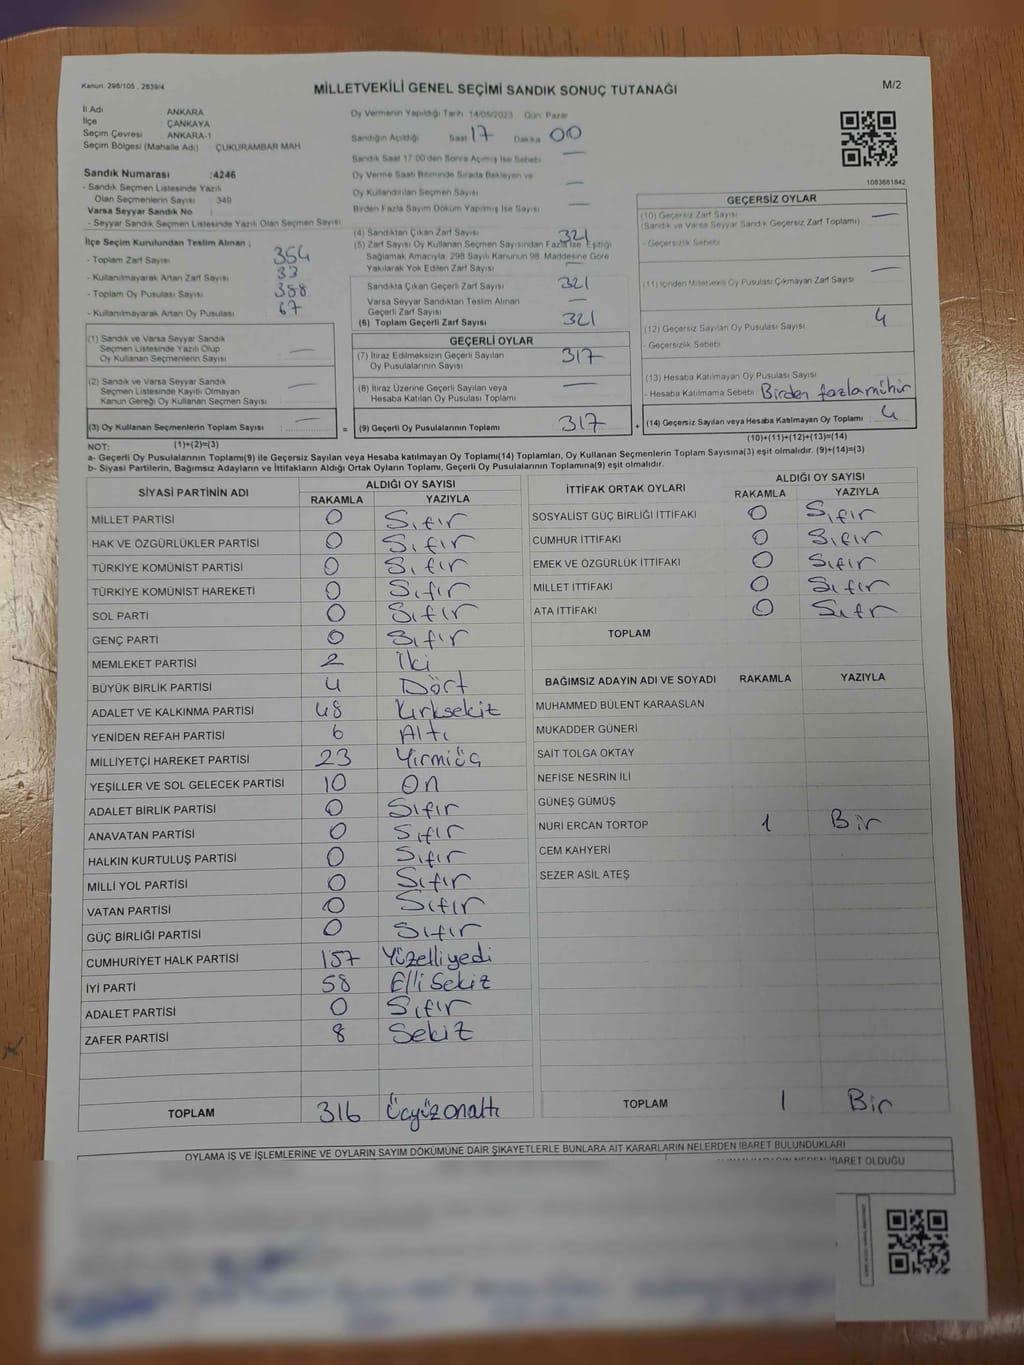 Kanun: 298/105 , 2839/4
MİLLETVEKİLİ GENEL SEÇİMİ SANDIK SONUÇ TUTANAĞI
M/2
İl Adı : ANKARA
İlçe : ÇANKAYA
Seçim Çevresi : ANKARA-1
Seçim Bölgesi (Mahalle Adı) : ÇUKURAMBAR MAH
Oy Vermenin Yapıldığı Tarih :14/05/2023 Gün: Pazar
Sandığın Açıldığı Saat 17 Dakika 00
Sandık Saat 17:00'den Sonra Açımış İse Sebebi —
Oy Verme Saati Bitiminde Sırada Bekleyen ve
Oy Kullandırılan Seçmen Sayısı —
Birden Fazla Sayım Döküm Yapılmış İse Sayısı —
1083681842
Sandık Numarası :4246
- Sandık Seçmen Listesinde Yazılı
Olan Seçmenlerin Sayısı 349
Varsa Seyyar Sandık No :
- Seyyar Sandık Seçmen Listesinde Yazılı Olan Seçmen Sayısı
İlçe Seçim Kurulundan Teslim Alınan ;
- Toplam Zarf Sayısı : 354
- Kullanılmayarak Artan Zarf Sayısı : 33
- Toplam Oy Pusulası Sayısı : 388
- Kullanılmayarak Artan Oy Pusulası : 67
(4) Sandıktan Çıkan Zarf Sayısı 321
(5) Zarf Sayısı Oy Kullanan Seçmen Sayısından Fazla İse, Eşitliği
Sağlamak Amacıyla, 298 Sayılı Kanunun 98. Maddesine Göre
Yakılarak Yok Edilen Zarf Sayısı
Sandıkta Çıkan Geçerli Zarf Sayısı 321
Varsa Seyyar Sandıktan Teslim Alınan
Geçerli Zarf Sayısı —
(6) Toplam Geçerli Zarf Sayısı 321
GEÇERSİZ OYLAR
(10) Geçersiz Zarf Sayısı —
(Sandık ve Varsa Seyyar Sandık Geçersiz Zarf Toplamı)
- Geçersizlik Sebebi
(11) İçinden Milletvekili Oy Pusulası Çıkmayan Zarf Sayısı —
(12) Geçersiz Sayılan Oy Pusulası Sayısı 4
- Geçersizlik Sebebi
(13) Hesaba Katılmayan Oy Pusulası Sayısı
- Hesaba Katılmama Sebebi Birden fazla mühür
(14) Geçersiz Sayılan veya Hesaba Katılmayan Oy Toplamı 4
(10)+(11)+(12)+(13)=(14)
(1) Sandık ve Varsa Seyyar Sandık
Seçmen Listesinde Yazılı Olup
Oy Kullanan Seçmenlerin Sayısı —
(2) Sandık ve Varsa Seyyar Sandık
Seçmen Listesinde Kayıtlı Olmayan
Kanun Gereği Oy Kullanan Seçmen Sayısı —
(3) Oy Kullanan Seçmenlerin Toplam Sayısı —
(1)+(2)=(3)
GEÇERLİ OYLAR
(7) İtiraz Edilmeksizin Geçerli Sayılan
Oy Pusulalarının Sayısı 317
(8) İtiraz Üzerine Geçerli Sayılan veya
Hesaba Katılan Oy Pusulası Toplamı —
= (9) Geçerli Oy Pusulalarının Toplamı 317 +
NOT:
a- Geçerli Oy Pusulalarının Toplamı(9) ile Geçersiz Sayılan veya Hesaba katılmayan Oy Toplamı(14) Toplamları, Oy Kullanan Seçmenlerin Toplam Sayısına(3) eşit olmalıdır. (9)+(14)=(3)
b- Siyasi Partilerin, Bağımsız Adayların ve İttifakların Aldığı Ortak Oyların Toplamı, Geçerli Oy Pusulalarının Toplamına(9) eşit olmalıdır.
SİYASİ PARTİNİN ADI ALDIĞI OY SAYISI
RAKAMLA YAZIYLA
MİLLET PARTİSİ 0 Sıfır
HAK VE ÖZGÜRLÜKLER PARTİSİ 0 Sıfır
TÜRKİYE KOMÜNİST PARTİSİ 0 Sıfır
TÜRKİYE KOMÜNİST HAREKETİ 0 Sıfır
SOL PARTİ 0 Sıfır
GENÇ PARTİ 0 Sıfır
MEMLEKET PARTİSİ 2 İki
BÜYÜK BİRLİK PARTİSİ 4 Dört
ADALET VE KALKINMA PARTİSİ 48 Kırksekiz
YENİDEN REFAH PARTİSİ 6 Altı
MİLLİYETÇİ HAREKET PARTİSİ 23 Yirmiüç
YEŞİLLER VE SOL GELECEK PARTİSİ 10 On
ADALET BİRLİK PARTİSİ 0 Sıfır
ANAVATAN PARTİSİ 0 Sıfır
HALKIN KURTULUŞ PARTİSİ 0 Sıfır
MİLLİ YOL PARTİSİ 0 Sıfır
VATAN PARTİSİ 0 Sıfır
GÜÇ BİRLİĞİ PARTİSİ 0 Sıfır
CUMHURİYET HALK PARTİSİ 157 Yüzelliyedi
İYİ PARTİ 58 Elli Sekiz
ADALET PARTİSİ 0 Sıfır
ZAFER PARTİSİ 8 Sekiz
TOPLAM 316 Üçyüzonaltı
İTTİFAK ORTAK OYLARI ALDIĞI OY SAYISI
RAKAMLA YAZIYLA
SOSYALİST GÜÇ BİRLİĞİ İTTİFAKI 0 Sıfır
CUMHUR İTTİFAKI 0 Sıfır
EMEK VE ÖZGÜRLÜK İTTİFAKI 0 Sıfır
MİLLET İTTİFAKI 0 Sıfır
ATA İTTİFAKI 0 Sıfr
TOPLAM
BAĞIMSIZ ADAYIN ADI VE SOYADI RAKAMLA YAZIYLA
MUHAMMED BÜLENT KARAASLAN
MUKADDER GÜNERİ
SAİT TOLGA OKTAY
NEFİSE NESRİN İLİ
GÜNEŞ GÜMÜŞ
NURİ ERCAN TORTOP 1 Bir
CEM KAHYERİ
SEZER ASİL ATEŞ
TOPLAM 1 Bir
OYLAMA İŞ VE İŞLEMLERİNE VE OYLARIN SAYIM DÖKÜMÜNE DAİR ŞİKAYETLERLE BUNLARA AİT KARARLARIN NELERDEN İBARET BULUNDUKLARI
İBARET OLDUĞU